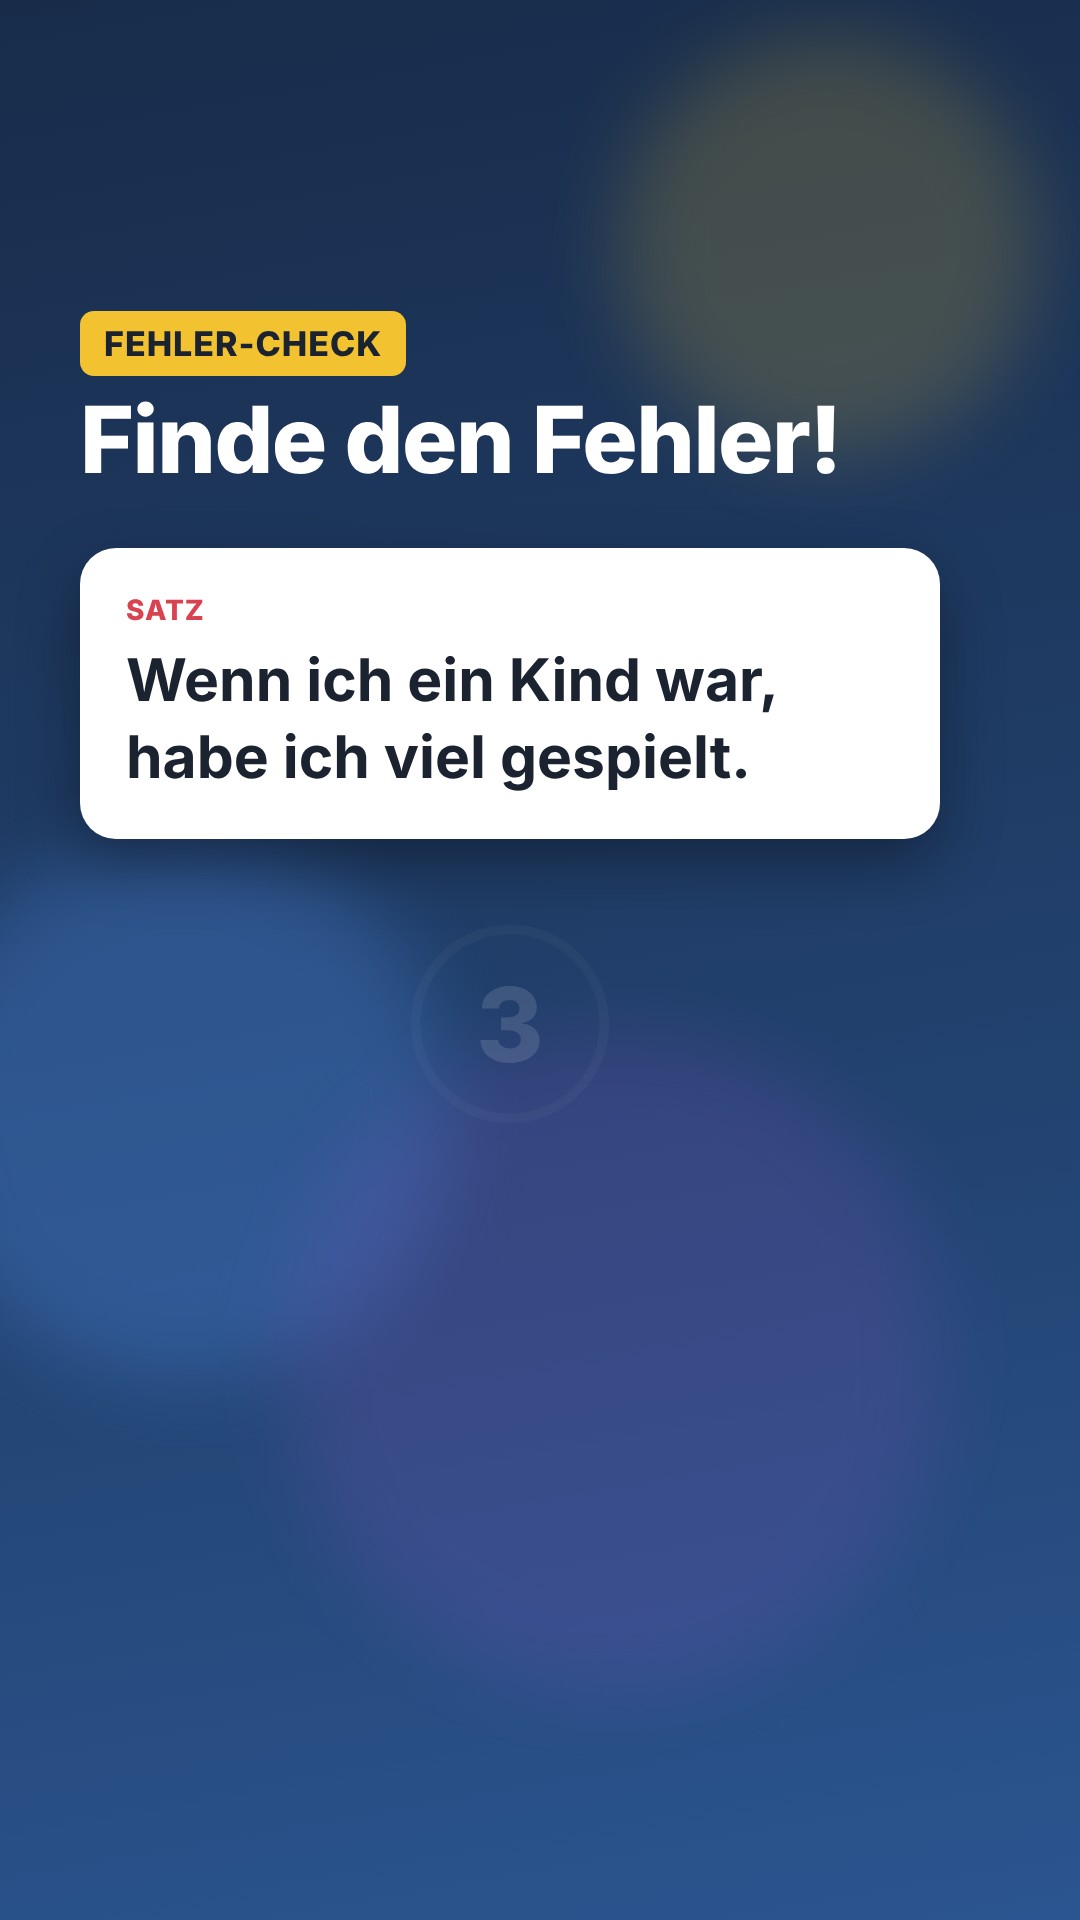 FEHLER-CHECK
Finde den Fehler!
SATZ
Wenn ich ein Kind war,
habe ich viel gespielt.
3